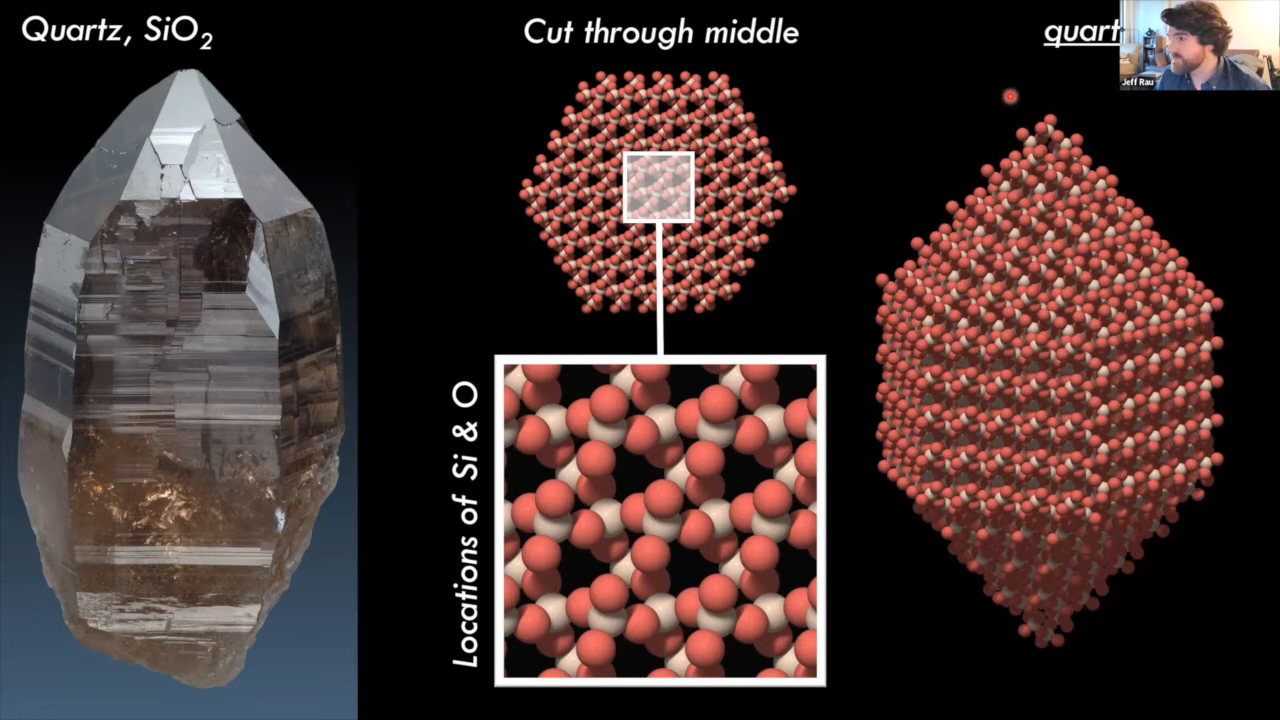 Quartz, SiO₂
Cut through middle
quart
Jeff Rau
Locations of Si & O